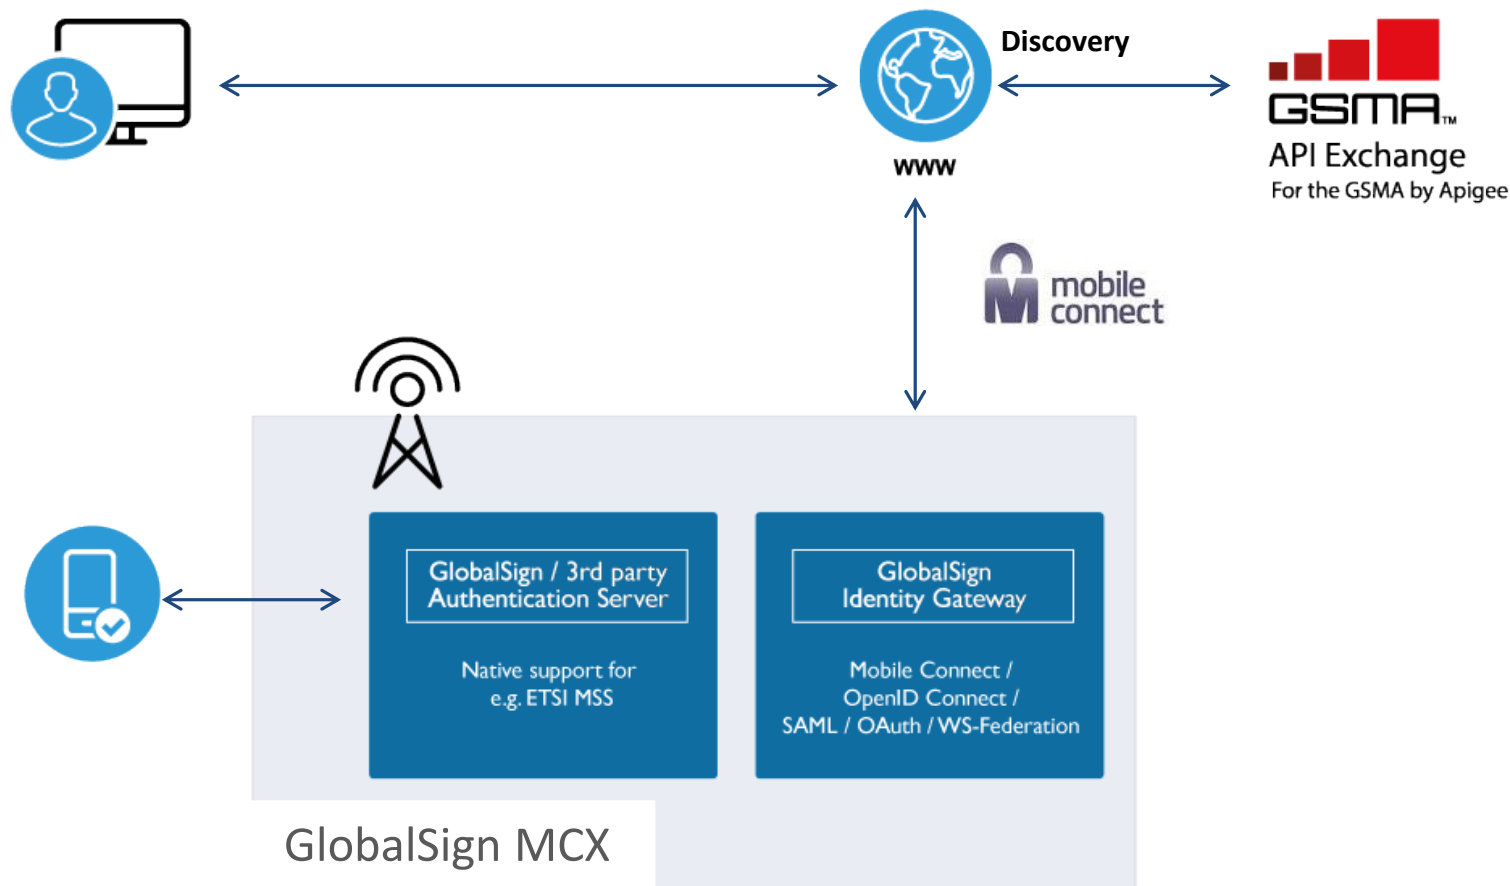 Discovery
GSMA™
API Exchange
For the GSMA by Apigee
www
mobile
connect
GlobalSign / 3rd party
Authentication Server
Native support for
e.g. ETSI MSS
GlobalSign
Identity Gateway
Mobile Connect /
OpenID Connect /
SAML / OAuth / WS-Federation
GlobalSign MCX